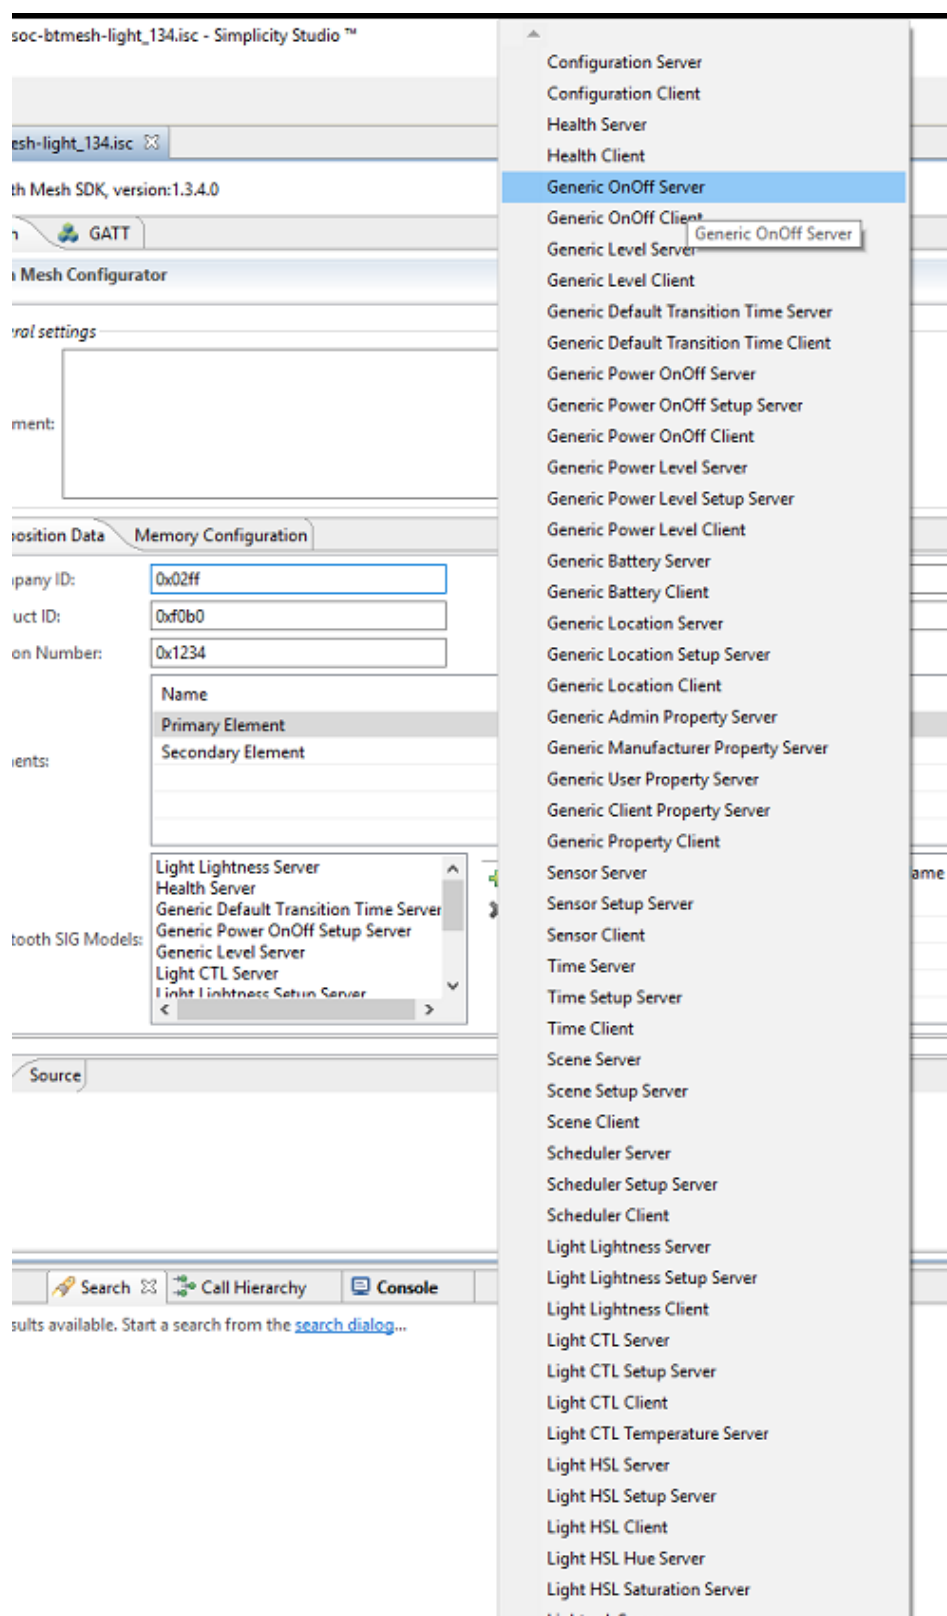 soc-btmesh-light_134.isc - Simplicity Studio ™
esh-light_134.isc
th Mesh SDK, version:1.3.4.0
GATT
Mesh Configurator
ral settings
ment:
osition Data
Memory Configuration
pany ID:
0x02ff
uct ID:
0xf0b0
on Number:
0x1234
Name
Primary Element
Secondary Element
ents:
Light Lightness Server
Health Server
Generic Default Transition Time Server
Generic Power OnOff Setup Server
tooth SIG Models:
Generic Level Server
Light CTL Server
Light Lightness Setup Server
ame
Source
Search
Call Hierarchy
Console
sults available. Start a search from the search dialog...
Configuration Server
Configuration Client
Health Server
Health Client
Generic OnOff Server
Generic OnOff Client
Generic OnOff Server
Generic Level Server
Generic Level Client
Generic Default Transition Time Server
Generic Default Transition Time Client
Generic Power OnOff Server
Generic Power OnOff Setup Server
Generic Power OnOff Client
Generic Power Level Server
Generic Power Level Setup Server
Generic Power Level Client
Generic Battery Server
Generic Battery Client
Generic Location Server
Generic Location Setup Server
Generic Location Client
Generic Admin Property Server
Generic Manufacturer Property Server
Generic User Property Server
Generic Client Property Server
Generic Property Client
Sensor Server
Sensor Setup Server
Sensor Client
Time Server
Time Setup Server
Time Client
Scene Server
Scene Setup Server
Scene Client
Scheduler Server
Scheduler Setup Server
Scheduler Client
Light Lightness Server
Light Lightness Setup Server
Light Lightness Client
Light CTL Server
Light CTL Setup Server
Light CTL Client
Light CTL Temperature Server
Light HSL Server
Light HSL Setup Server
Light HSL Client
Light HSL Hue Server
Light HSL Saturation Server